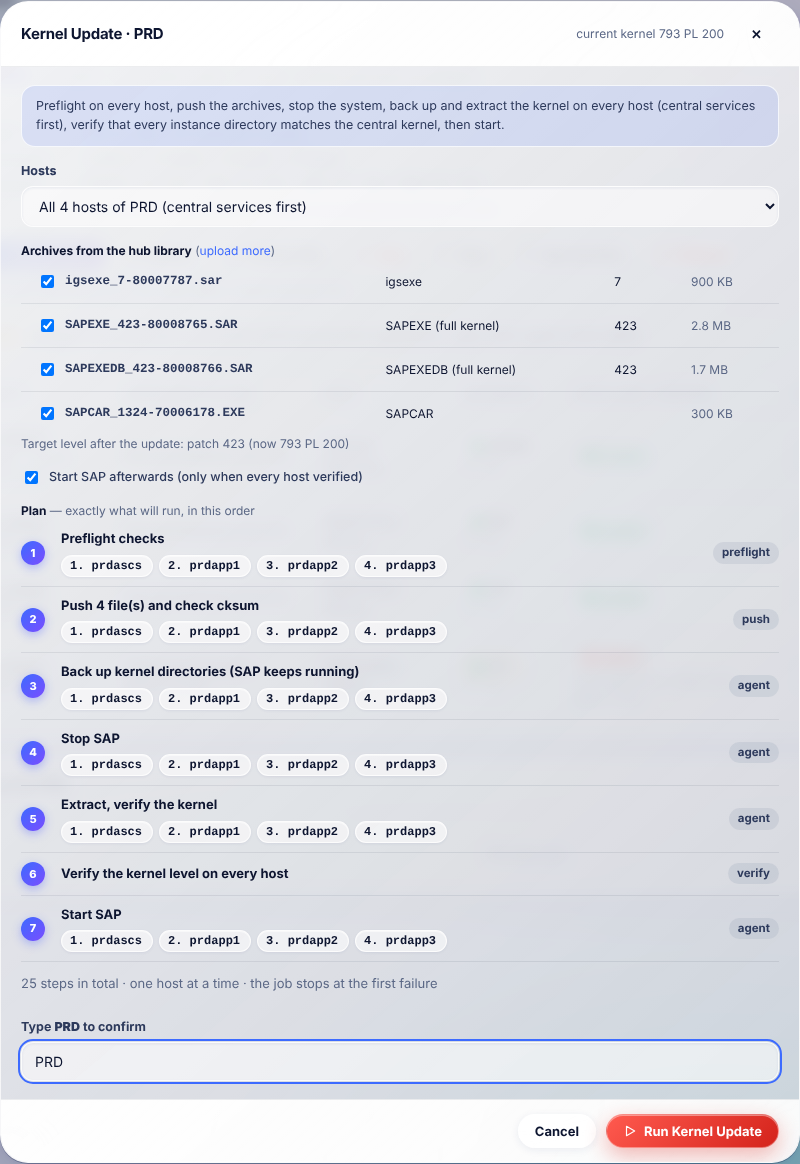 Kernel Update · PRD
current kernel 793 PL 200
×
Preflight on every host, push the archives, stop the system, back up and extract the kernel on every host (central services
first), verify that every instance directory matches the central kernel, then start.
Hosts
All 4 hosts of PRD (central services first)
Archives from the hub library (upload more)
igsexe_7-80007787.sar igsexe 7 900 KB
SAPEXE_423-80008765.SAR SAPEXE (full kernel) 423 2.8 MB
SAPEXEDB_423-80008766.SAR SAPEXEDB (full kernel) 423 1.7 MB
SAPCAR_1324-70006178.EXE SAPCAR 300 KB
Target level after the update: patch 423 (now 793 PL 200)
Start SAP afterwards (only when every host verified)
Plan — exactly what will run, in this order
1 Preflight checks preflight
1. prdascs 2. prdapp1 3. prdapp2 4. prdapp3
2 Push 4 file(s) and check cksum push
1. prdascs 2. prdapp1 3. prdapp2 4. prdapp3
3 Back up kernel directories (SAP keeps running) agent
1. prdascs 2. prdapp1 3. prdapp2 4. prdapp3
4 Stop SAP agent
1. prdascs 2. prdapp1 3. prdapp2 4. prdapp3
5 Extract, verify the kernel agent
1. prdascs 2. prdapp1 3. prdapp2 4. prdapp3
6 Verify the kernel level on every host verify
7 Start SAP agent
1. prdascs 2. prdapp1 3. prdapp2 4. prdapp3
25 steps in total · one host at a time · the job stops at the first failure
Type PRD to confirm
PRD
Cancel
Run Kernel Update